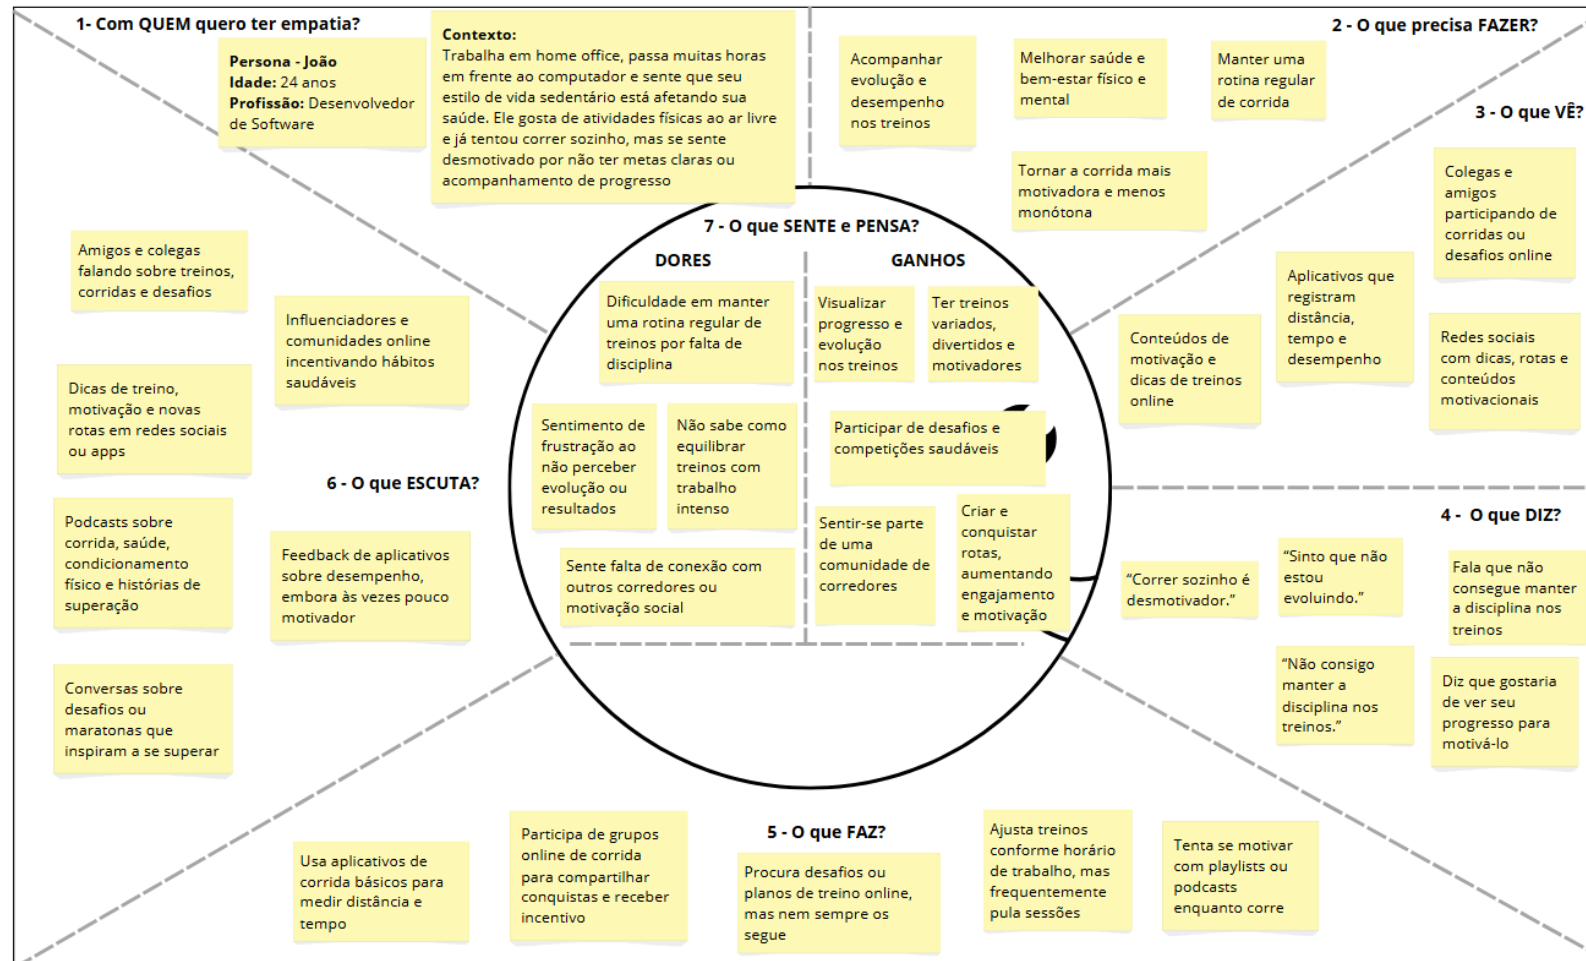 1- Com QUEM quero ter empatia?
Persona - João
Idade: 24 anos
Profissão: Desenvolvedor
de Software
Contexto:
Trabalha em home office, passa muitas horas
em frente ao computador e sente que seu
estilo de vida sedentário está afetando sua
saúde. Ele gosta de atividades físicas ao ar livre
e já tentou correr sozinho, mas se sente
desmotivado por não ter metas claras ou
acompanhamento de progresso
2 - O que precisa FAZER?
Acompanhar
evolução e
desempenho
nos treinos
Melhorar saúde e
bem-estar físico e
mental
Manter uma
rotina regular
de corrida
Tornar a corrida mais
motivadora e menos
monótona
3 - O que VÊ?
Colegas e
amigos
participando de
corridas ou
desafios online
Aplicativos que
registram
distância,
tempo e
desempenho
Conteúdos de
motivação e
dicas de treinos
online
Redes sociais
com dicas, rotas e
conteúdos
motivacionais
4 - O que DIZ?
“Correr sozinho é
desmotivador.”
“Sinto que não
estou
evoluindo.”
Fala que não
consegue manter
a disciplina nos
treinos
“Não consigo
manter a
disciplina nos
treinos.”
Diz que gostaria
de ver seu
progresso para
motivá-lo
5 - O que FAZ?
Usa aplicativos de
corrida básicos para
medir distância e
tempo
Participa de grupos
online de corrida
para compartilhar
conquistas e receber
incentivo
Procura desafios ou
planos de treino online,
mas nem sempre os
segue
Ajusta treinos
conforme horário
de trabalho, mas
frequentemente
pula sessões
Tenta se motivar
com playlists ou
podcasts
enquanto corre
6 - O que ESCUTA?
Amigos e colegas
falando sobre treinos,
corridas e desafios
Influenciadores e
comunidades online
incentivando hábitos
saudáveis
Dicas de treino,
motivação e novas
rotas em redes sociais
ou apps
Podcasts sobre
corrida, saúde,
condicionamento
físico e histórias de
superação
Feedback de aplicativos
sobre desempenho,
embora às vezes pouco
motivador
Conversas sobre
desafios ou
maratonas que
inspiram a se superar
7 - O que SENTE e PENSA?
DORES
Dificuldade em manter
uma rotina regular de
treinos por falta de
disciplina
Sentimento de
frustração ao
não perceber
evolução ou
resultados
Não sabe como
equilibrar
treinos com
trabalho
intenso
Sente falta de conexão com
outros corredores ou
motivação social
GANHOS
Visualizar
progresso e
evolução
nos treinos
Ter treinos
variados,
divertidos e
motivadores
Participar de desafios e
competições saudáveis
Sentir-se parte
de uma
comunidade de
corredores
Criar e
conquistar
rotas,
aumentando
engajamento
e motivação